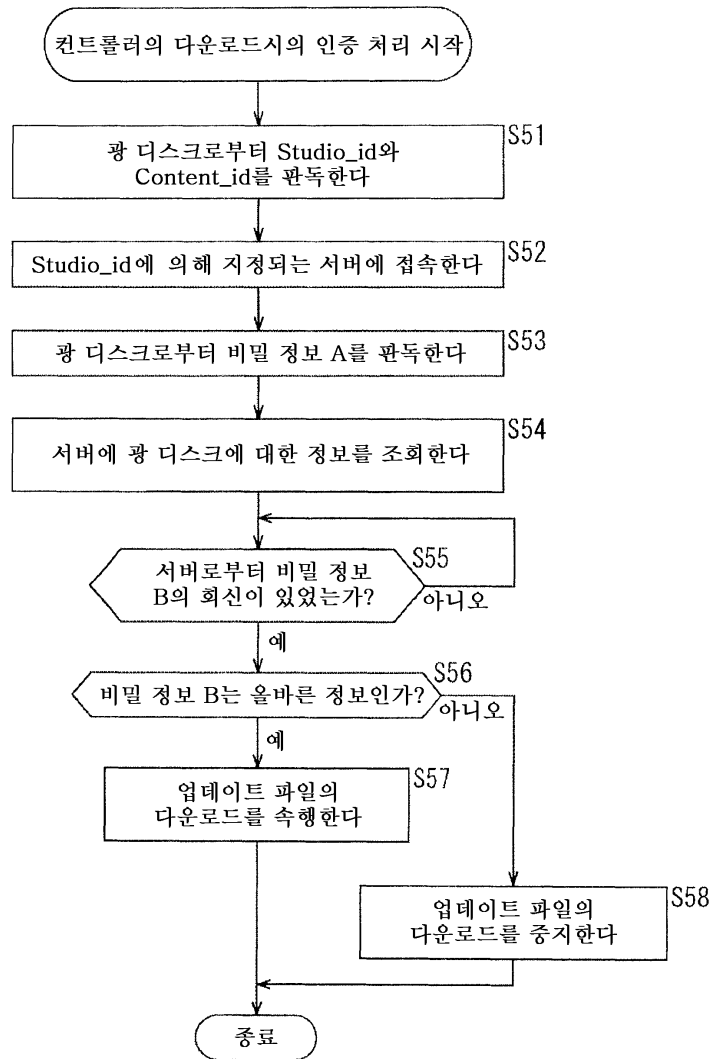 컨트롤러의 다운로드시의 인증 처리 시작
S51
광 디스크로부터 Studio_id와
Content_id를 판독한다
S52
Studio_id에 의해 지정되는 서버에 접속한다
S53
광 디스크로부터 비밀 정보 A를 판독한다
S54
서버에 광 디스크에 대한 정보를 조회한다
S55
서버로부터 비밀 정보
B의 회신이 있었는가?
아니오
예
S56
비밀 정보 B는 올바른 정보인가?
아니오
예
S57
업데이트 파일의
다운로드를 속행한다
S58
업데이트 파일의
다운로드를 중지한다
종료